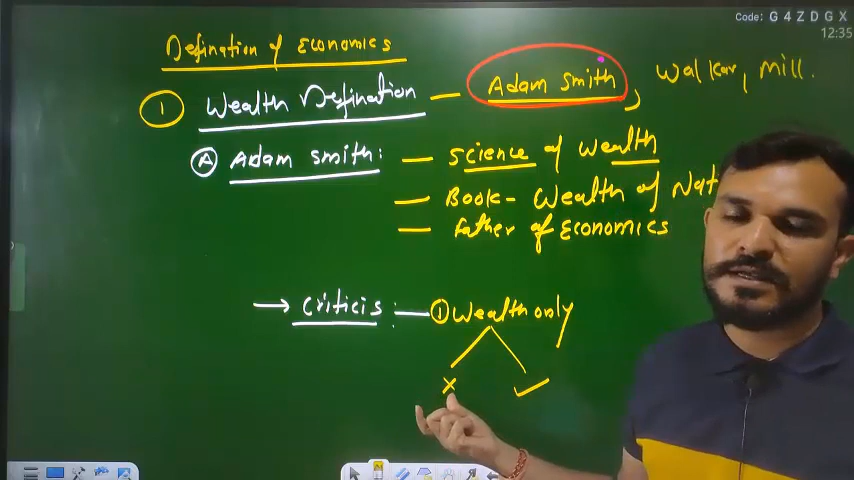 Code: G 4 Z D G X
12:35
Defination of Economics
① Wealth Defination — Adam Smith, Walkar, Mill.
Ⓐ Adam Smith: — Science of Wealth
— Book - Wealth of Nat
— Father of Economics
→ Criticis : — ① Wealth only
× ✓